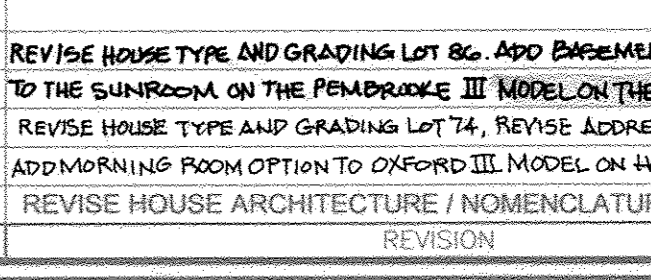 REVISE HOUSE TYPE AND GRADING LOT 86. ADD BASEME
TO THE SUNROOM ON THE PEMBROOKE III MODEL ON THE
REVISE HOUSE TYPE AND GRADING LOT 74, REVISE ADDRE
ADD MORNING ROOM OPTION TO OXFORD III MODEL ON H
REVISE HOUSE ARCHITECTURE / NOMENCLATUR
REVISION